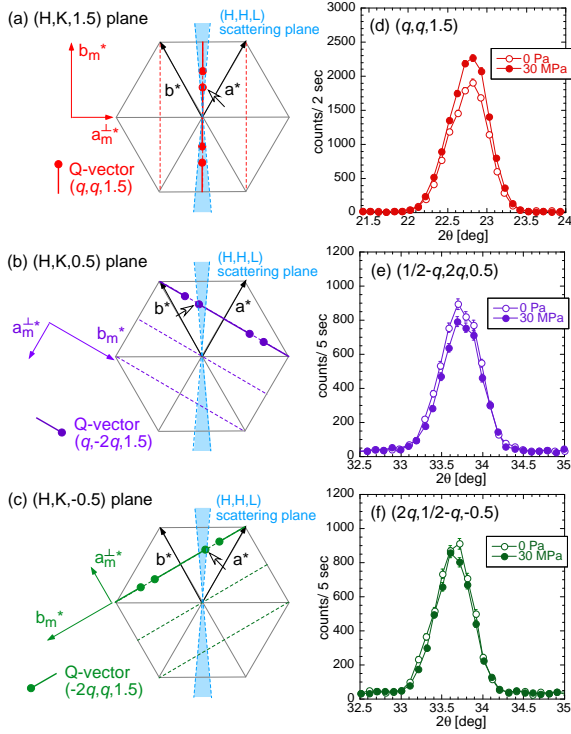 (a) (H,K,1.5) plane
(H,H,L)
scattering plane
b_m*
a_m^⊥*
b*
a*
Q-vector
(q,q,1.5)
(d) (q,q,1.5)
0 Pa
30 MPa
counts/ 2 sec
3000
2500
2000
1500
1000
500
0
21.5 22 22.5 23 23.5 24
2θ [deg]
(b) (H,K,0.5) plane
(H,H,L)
scattering plane
a_m^⊥*
b_m*
b*
a*
Q-vector
(q,-2q,1.5)
(e) (1/2-q,2q,0.5)
0 Pa
30 MPa
counts/ 5 sec
1200
1000
800
600
400
200
0
32.5 33 33.5 34 34.5 35
2θ [deg]
(c) (H,K,-0.5) plane
(H,H,L)
scattering plane
a_m^⊥*
b_m*
b*
a*
Q-vector
(-2q,q,1.5)
(f) (2q,1/2-q,-0.5)
0 Pa
30 MPa
counts/ 5 sec
1000
800
600
400
200
0
32.5 33 33.5 34 34.5 35
2θ [deg]